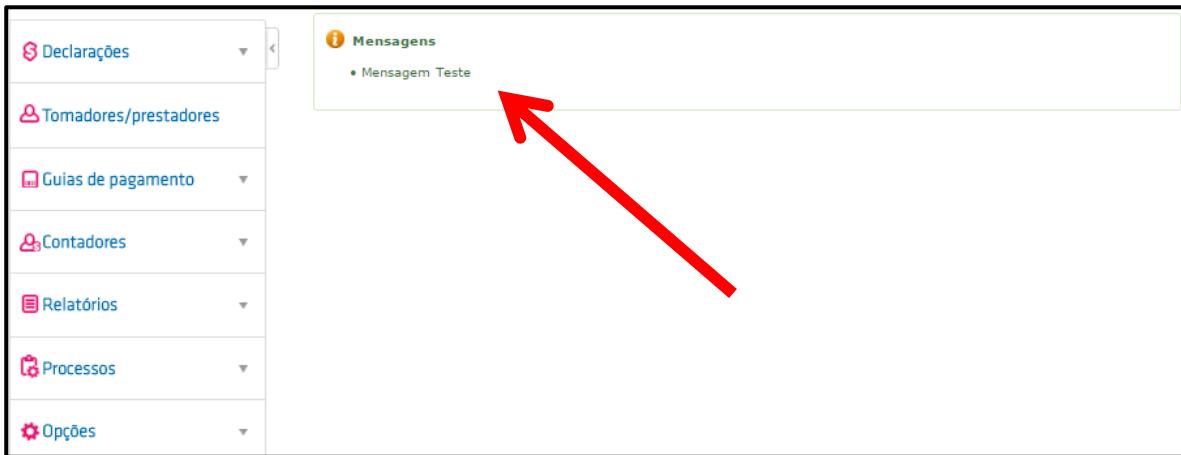 Declarações
Tomadores/prestadores
Guias de pagamento
Contadores
Relatórios
Processos
Opções
Mensagens
• Mensagem Teste